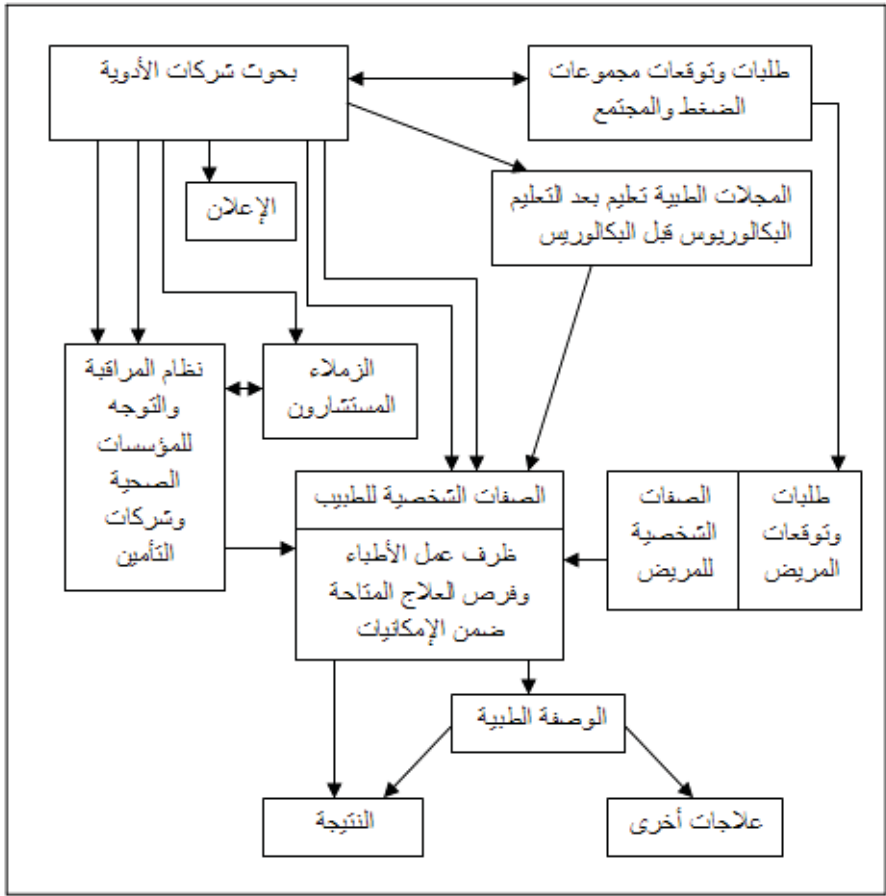 بحوث شركات الأدوية
طلبات وتوقعات مجموعات
الضغط والمجتمع
الإعلان
المجلات الطبية تعليم بعد التعليم
البكالوريوس قبل البكالوريس
نظام المراقبة
والتوجه
للمؤسسات
الصحية
وشركات
التأمين
الزملاء
المستشارون
الصفات الشخصية للطبيب
ظرف عمل الأطباء
وفرص العلاج المتاحة
ضمن الإمكانيات
الصفات
الشخصية
للمريض
طلبات
وتوقعات
المريض
الوصفة الطبية
النتيجة
علاجات أخرى